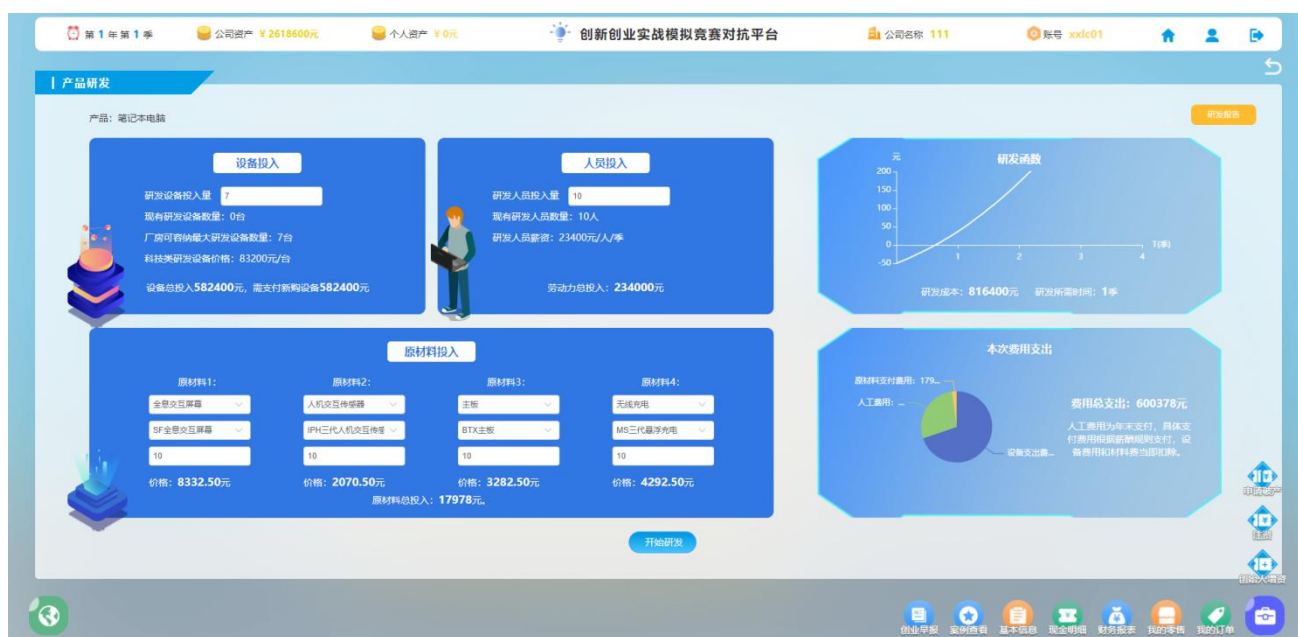 第 1 年第 1 季
公司资产 ￥2618600元
个人资产 ￥0元
创新创业实战模拟竞赛对抗平台
公司名称 111
账号 xxlc01
产品研发
产品：笔记本电脑
研发报告
设备投入
研发设备投入量 7
现有研发设备数量：0台
厂房可容纳最大研发设备数量：7台
科技类研发设备价格：83200元/台
设备总投入582400元，需支付新购设备582400元
人员投入
研发人员投入量 10
现有研发人员数量：10人
研发人员薪资：23400元/人/季
劳动力总投入：234000元
研发函数
元
200
150
100
50
0
-50
1 2 3 4
T(季)
研发成本：816400元 研发所需时间：1季
原材料投入
原材料1： 原材料2： 原材料3： 原材料4：
全息交互屏幕 人机交互传感器 主板 无线充电
SF全息交互屏幕 IPH三代人机交互传感 BTX主板 MS三代悬浮充电
10 10 10 10
价格：8332.50元 价格：2070.50元 价格：3282.50元 价格：4292.50元
原材料总投入：17978元。
本次费用支出
原材料支付费用：179...
人工费用：...
设备支出费...
费用总支出：600378元
人工费用为年末支付，具体支
付费用根据薪酬规则支付，设
备费用和材料费当即扣除。
开始研发
申请破产
注资
创始人增资
创业早报 案例查看 基本信息 现金明细 财务报表 我的零售 我的订单